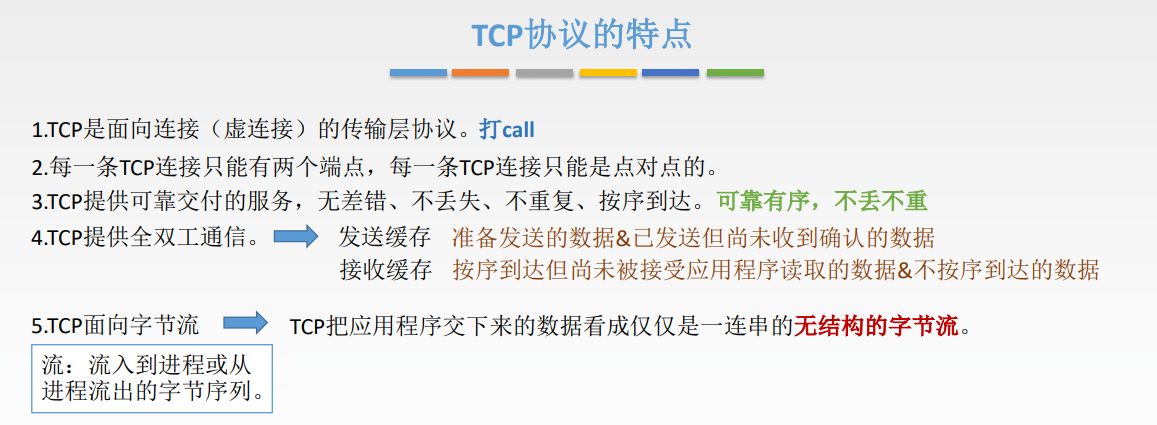 TCP协议的特点
1.TCP是面向连接（虚连接）的传输层协议。打call
2.每一条TCP连接只能有两个端点，每一条TCP连接只能是点对点的。
3.TCP提供可靠交付的服务，无差错、不丢失、不重复、按序到达。可靠有序，不丢不重
4.TCP提供全双工通信。 发送缓存 准备发送的数据&已发送但尚未收到确认的数据
接收缓存 按序到达但尚未被接受应用程序读取的数据&不按序到达的数据
5.TCP面向字节流 TCP把应用程序交下来的数据看成仅仅是一连串的无结构的字节流。
流：流入到进程或从
进程流出的字节序列。